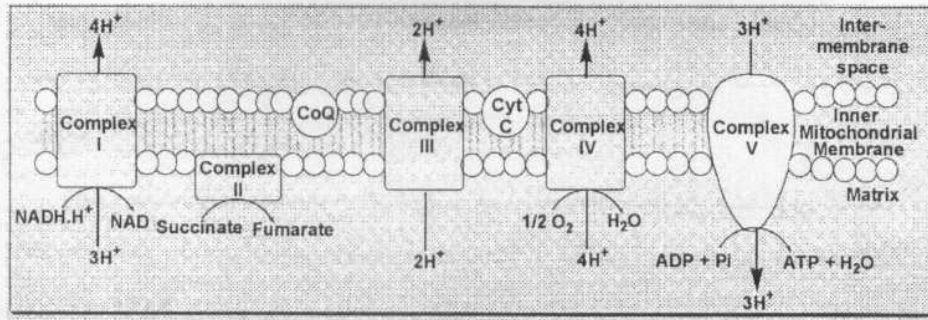 4H⁺ 2H⁺ 4H⁺ 3H⁺ Inter-
membrane
space
CoQ Cyt
C
Complex
I
Complex
III
Complex
IV
Complex
V
Inner
Mitochondrial
Membrane
Complex
II
Matrix
NADH.H⁺ NAD Succinate Fumarate 1/2 O₂ H₂O
3H⁺ 2H⁺ 4H⁺ ADP + Pi ATP + H₂O
3H⁺